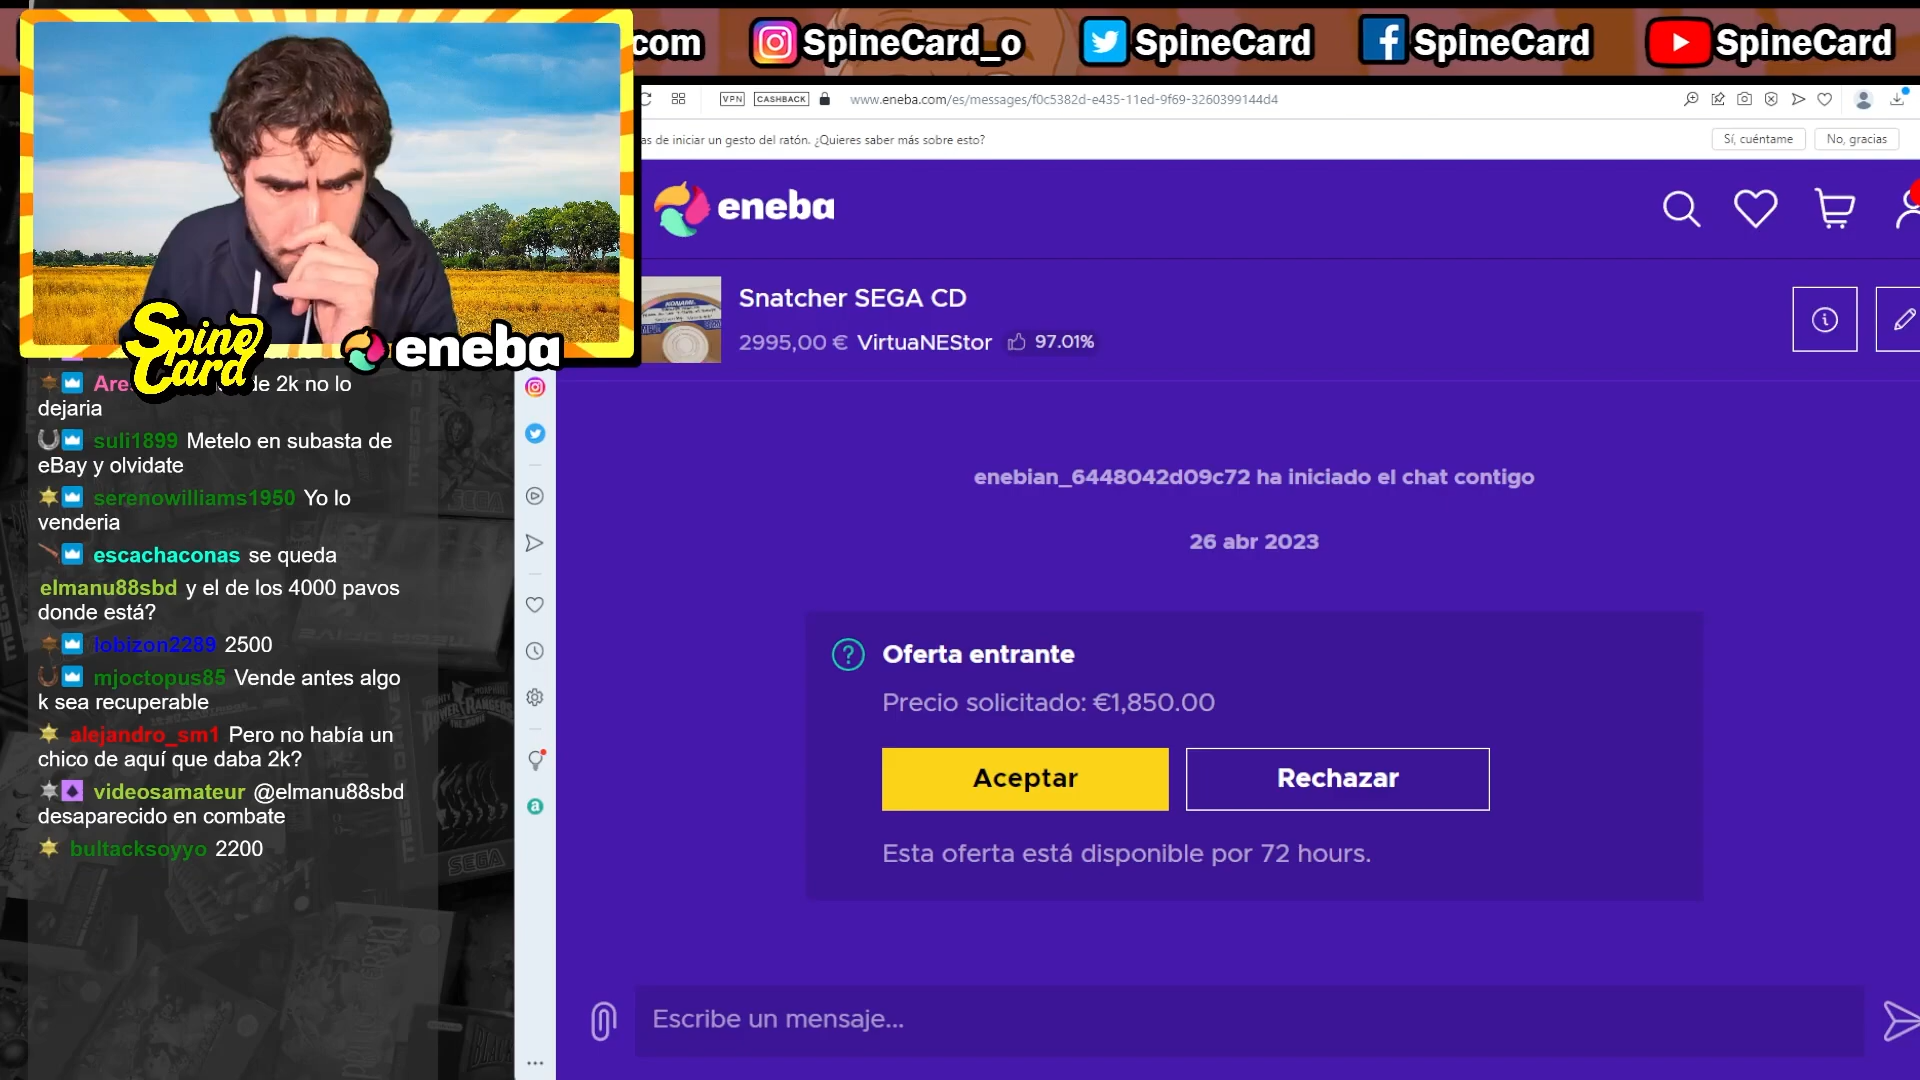 com
SpineCard_o
SpineCard
SpineCard
SpineCard
VPN
CASHBACK
www.eneba.com/es/messages/f0c5382d-e435-11ed-9f69-3260399144d4
as de iniciar un gesto del ratón. ¿Quieres saber más sobre esto?
Sí, cuéntame
No, gracias
eneba
KONAMI
Snatcher SEGA CD
2995,00 € VirtuaNEStor 97.01%
Spine
Card
eneba
Are
de 2k no lo
dejaria
suli1899 Metelo en subasta de
eBay y olvidate
serenowilliams1950 Yo lo
venderia
escachaconas se queda
elmanu88sbd y el de los 4000 pavos
donde está?
lobizon2289 2500
mjoctopus85 Vende antes algo
k sea recuperable
alejandro_sm1 Pero no había un
chico de aquí que daba 2k?
videosamateur @elmanu88sbd
desaparecido en combate
bultacksoyyo 2200
enebian_6448042d09c72 ha iniciado el chat contigo
26 abr 2023
Oferta entrante
Precio solicitado: €1,850.00
Aceptar
Rechazar
Esta oferta está disponible por 72 hours.
Escribe un mensaje...